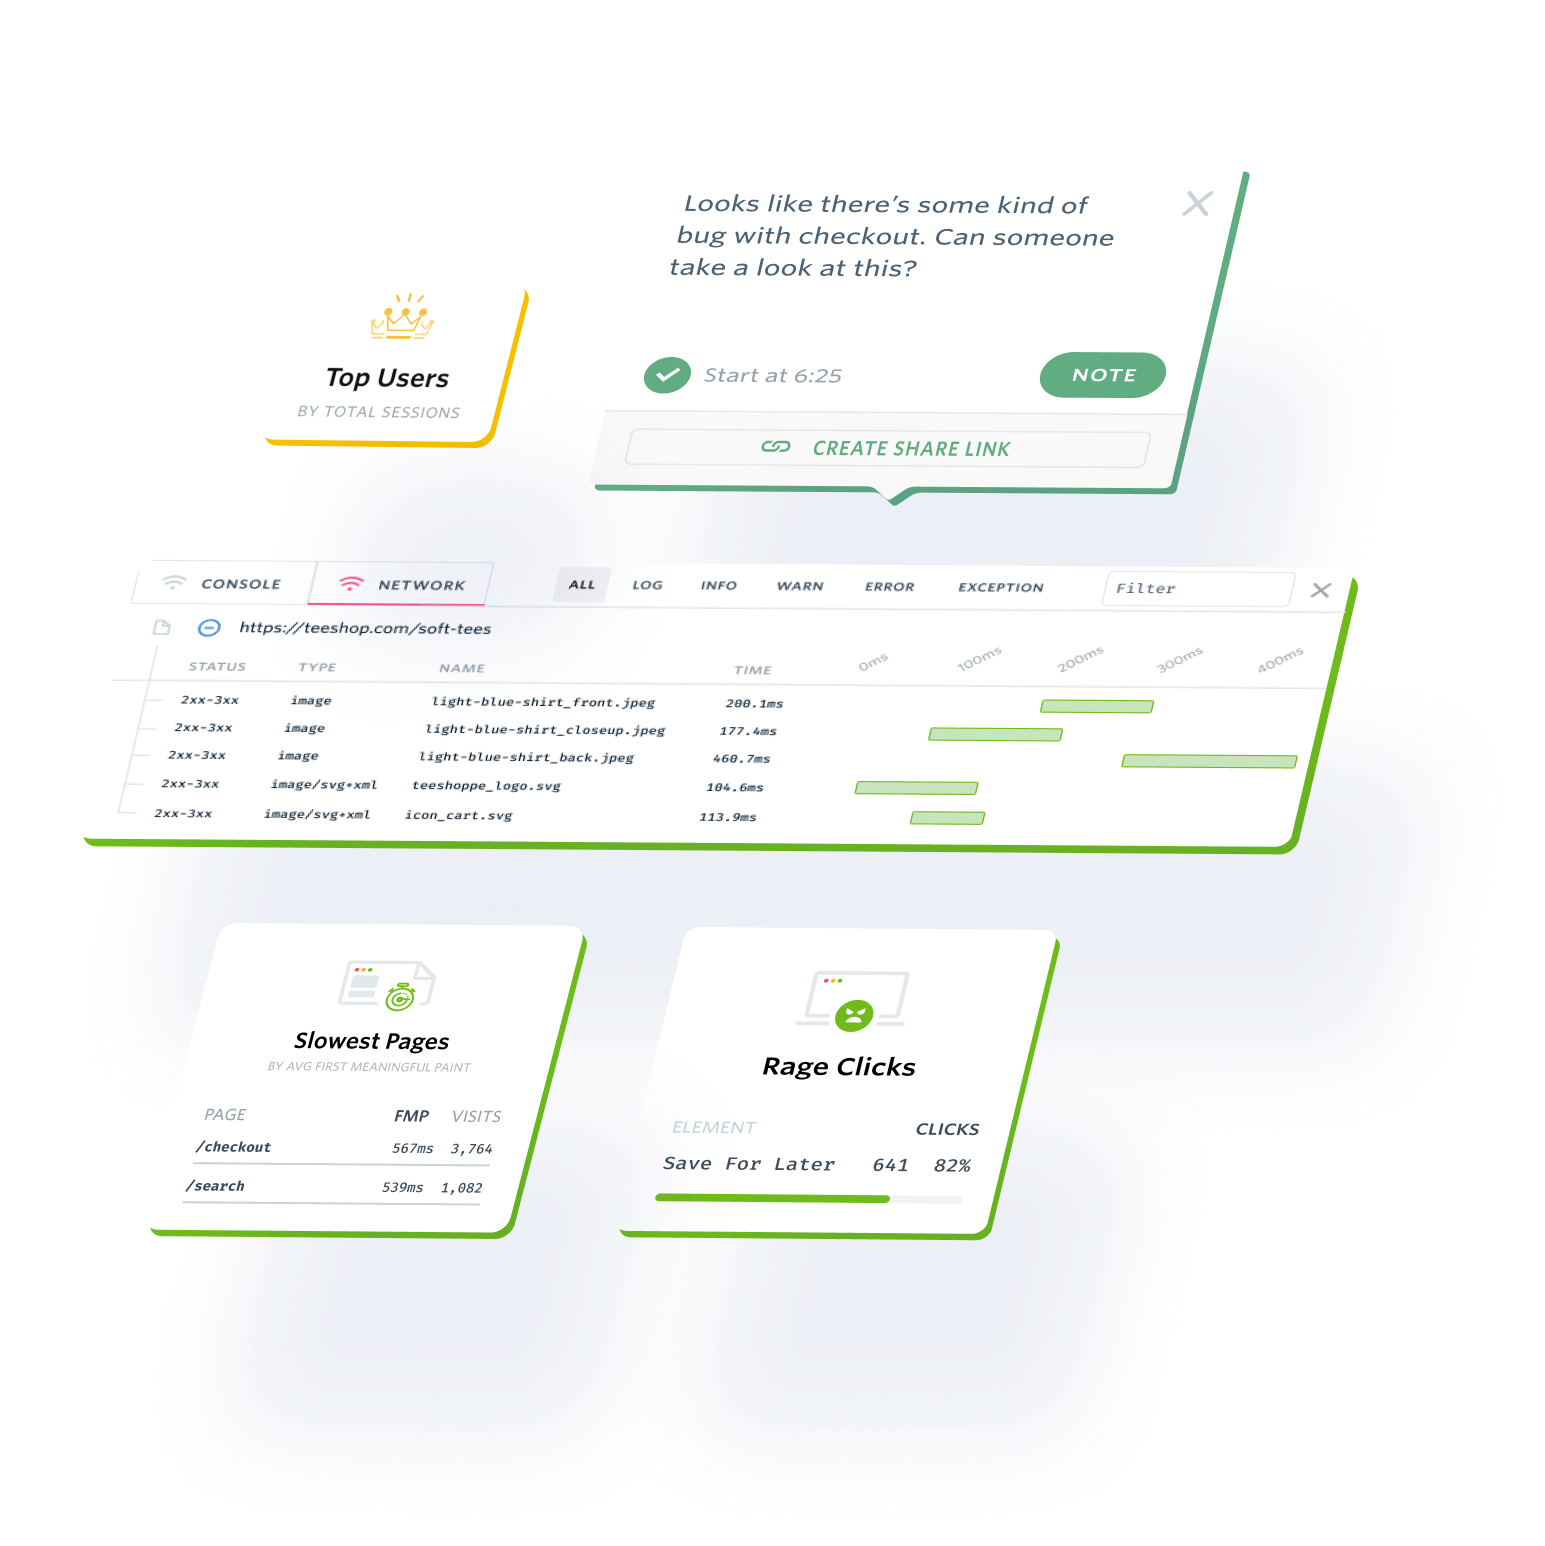 Looks like there’s some kind of
bug with checkout. Can someone
take a look at this?
Start at 6:25
NOTE
CREATE SHARE LINK
Top Users
BY TOTAL SESSIONS
CONSOLE NETWORK ALL LOG INFO WARN ERROR EXCEPTION Filter
https://teeshop.com/soft-tees
STATUS TYPE NAME TIME 0ms 100ms 200ms 300ms 400ms
2xx-3xx image light-blue-shirt_front.jpeg 200.1ms
2xx-3xx image light-blue-shirt_closeup.jpeg 177.4ms
2xx-3xx image light-blue-shirt_back.jpeg 460.7ms
2xx-3xx image/svg+xml teeshoppe_logo.svg 104.6ms
2xx-3xx image/svg+xml icon_cart.svg 113.9ms
Slowest Pages
BY AVG FIRST MEANINGFUL PAINT
PAGE FMP VISITS
/checkout 567ms 3,764
/search 539ms 1,082
Rage Clicks
ELEMENT CLICKS
Save For Later 641 82%